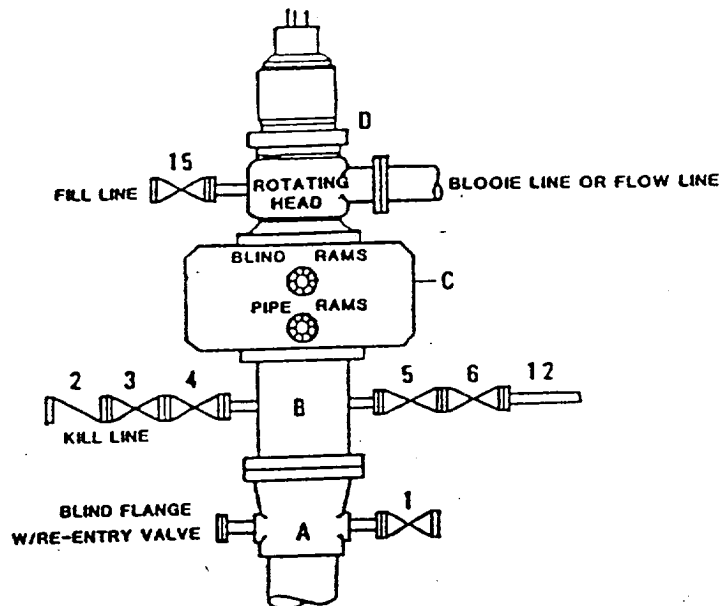 D
15
FILL LINE
ROTATING
HEAD
BLOOIE LINE OR FLOW LINE
BLIND RAMS
C
PIPE RAMS
2 3 4
5 6 12
B
KILL LINE
BLIND FLANGE
W/RE-ENTRY VALVE
1
A